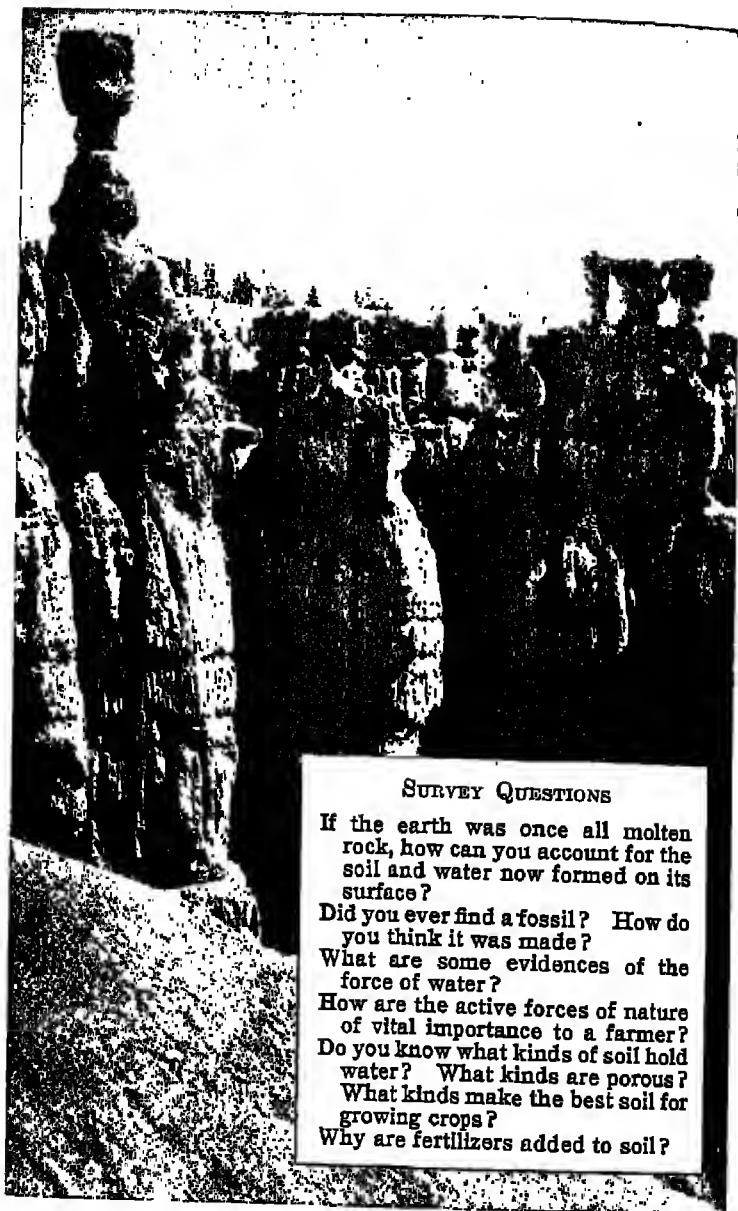 SURVEY QUESTIONS
If the earth was once all molten
rock, how can you account for the
soil and water now formed on its
surface?
Did you ever find a fossil? How do
you think it was made?
What are some evidences of the
force of water?
How are the active forces of nature
of vital importance to a farmer?
Do you know what kinds of soil hold
water? What kinds are porous?
What kinds make the best soil for
growing crops?
Why are fertilizers added to soil?